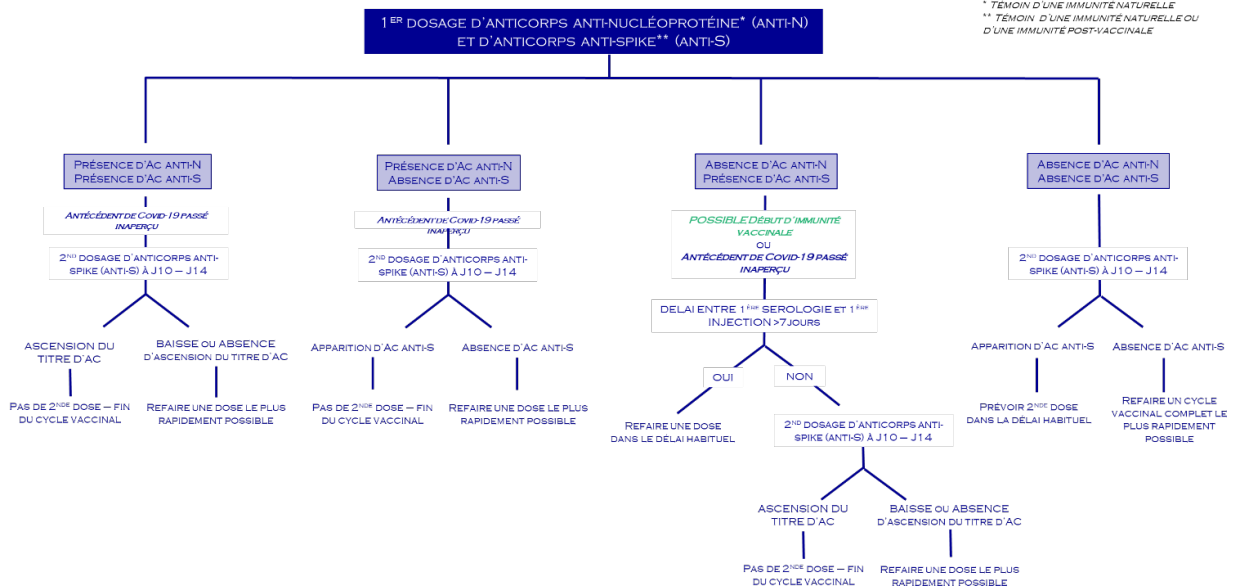 * TÉMOIN D'UNE IMMUNITÉ NATURELLE
** TÉMOIN D'UNE IMMUNITÉ NATURELLE OU
D'UNE IMMUNITÉ POST-VACCINALE
1ER DOSAGE D'ANTICORPS ANTI-NUCLÉOPROTÉINE* (ANTI-N)
ET D'ANTICORPS ANTI-SPIKE** (ANTI-S)
PRÉSENCE D'AC ANTI-N
PRÉSENCE D'AC ANTI-S
ANTÉCÉDENT DE COVID-19 PASSÉ
INAPERÇU
2ND DOSAGE D'ANTICORPS ANTI-
SPIKE (ANTI-S) À J10 – J14
ASCENSION DU
TITRE D'AC
PAS DE 2NDE DOSE – FIN
DU CYCLE VACCINAL
BAISSE OU ABSENCE
D'ASCENSION DU TITRE D'AC
REFAIRE UNE DOSE LE PLUS
RAPIDEMENT POSSIBLE
PRÉSENCE D'AC ANTI-N
ABSENCE D'AC ANTI-S
ANTÉCÉDENT DE COVID-19 PASSÉ
INAPERÇU
2ND DOSAGE D'ANTICORPS ANTI-
SPIKE (ANTI-S) À J10 – J14
APPARITION D'AC ANTI-S
PAS DE 2NDE DOSE – FIN
DU CYCLE VACCINAL
ABSENCE D'AC ANTI-S
REFAIRE UNE DOSE LE PLUS
RAPIDEMENT POSSIBLE
ABSENCE D'AC ANTI-N
PRÉSENCE D'AC ANTI-S
POSSIBLE DÉBUT D'IMMUNITÉ
VACCINALE
OU
ANTÉCÉDENT DE COVID-19 PASSÉ
INAPERÇU
DELAI ENTRE 1ÈRE SEROLOGIE ET 1ÈRE
INJECTION >7JOURS
OUI
REFAIRE UNE DOSE
DANS LE DÉLAI HABITUEL
NON
2ND DOSAGE D'ANTICORPS ANTI-
SPIKE (ANTI-S) À J10 – J14
ASCENSION DU
TITRE D'AC
PAS DE 2NDE DOSE – FIN
DU CYCLE VACCINAL
BAISSE OU ABSENCE
D'ASCENSION DU TITRE D'AC
REFAIRE UNE DOSE LE PLUS
RAPIDEMENT POSSIBLE
ABSENCE D'AC ANTI-N
ABSENCE D'AC ANTI-S
2ND DOSAGE D'ANTICORPS ANTI-
SPIKE (ANTI-S) À J10 – J14
APPARITION D'AC ANTI-S
PRÉVOIR 2NDE DOSE
DANS LA DÉLAI HABITUEL
ABSENCE D'AC ANTI-S
REFAIRE UN CYCLE
VACCINAL COMPLET LE
PLUS RAPIDEMENT
POSSIBLE